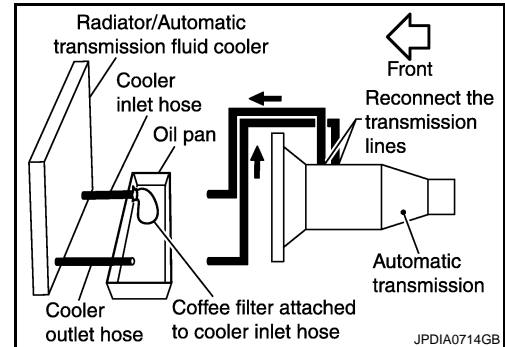 Radiator/Automatic
transmission fluid cooler
Front
Cooler
inlet hose
Reconnect the
transmission
lines
Oil pan
Automatic
transmission
Cooler
outlet hose
Coffee filter attached
to cooler inlet hose
JPDIA0714GB